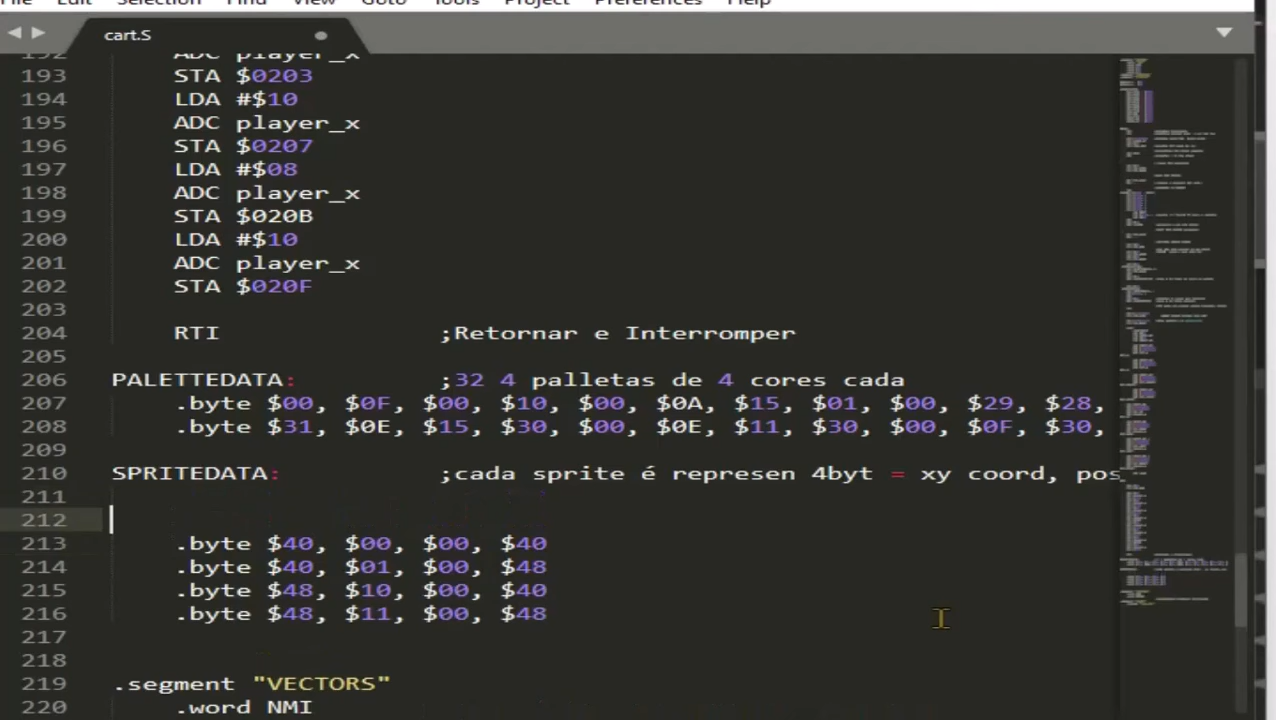 File Edit Selection Find View Goto Tools Project Preferences Help
cart.S
192 ADC player_x
193 STA $0203
194 LDA #$10
195 ADC player_x
196 STA $0207
197 LDA #$08
198 ADC player_x
199 STA $020B
200 LDA #$10
201 ADC player_x
202 STA $020F
203
204 RTI ;Retornar e Interromper
205
206 PALETTEDATA: ;32 4 palletas de 4 cores cada
207 .byte $00, $0F, $00, $10, $00, $0A, $15, $01, $00, $29, $28,
208 .byte $31, $0E, $15, $30, $00, $0E, $11, $30, $00, $0F, $30,
209
210 SPRITEDATA: ;cada sprite é represen 4byt = xy coord, pos
211
212
213 .byte $40, $00, $00, $40
214 .byte $40, $01, $00, $48
215 .byte $48, $10, $00, $40
216 .byte $48, $11, $00, $48
217
218
219 .segment "VECTORS"
220 .word NMI